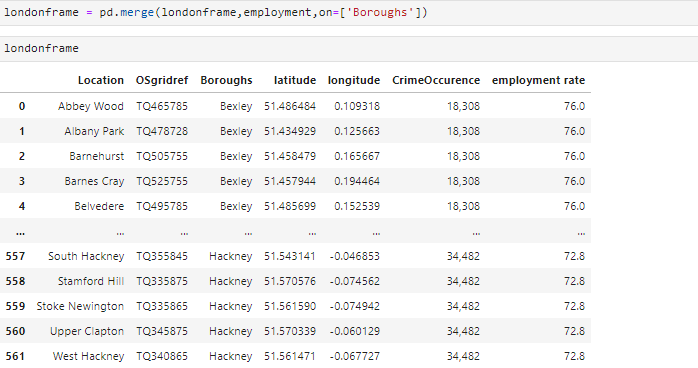 londonframe = pd.merge(londonframe,employment,on=['Boroughs'])
londonframe
Location OSgridref Boroughs latitude longitude CrimeOccurence employment rate
0 Abbey Wood TQ465785 Bexley 51.486484 0.109318 18,308 76.0
1 Albany Park TQ478728 Bexley 51.434929 0.125663 18,308 76.0
2 Barnehurst TQ505755 Bexley 51.458479 0.165667 18,308 76.0
3 Barnes Cray TQ525755 Bexley 51.457944 0.194464 18,308 76.0
4 Belvedere TQ495785 Bexley 51.485699 0.152539 18,308 76.0
... ... ... ... ... ... ... ...
557 South Hackney TQ355845 Hackney 51.543141 -0.046853 34,482 72.8
558 Stamford Hill TQ335875 Hackney 51.570576 -0.074562 34,482 72.8
559 Stoke Newington TQ335865 Hackney 51.561590 -0.074942 34,482 72.8
560 Upper Clapton TQ345875 Hackney 51.570339 -0.060129 34,482 72.8
561 West Hackney TQ340865 Hackney 51.561471 -0.067727 34,482 72.8